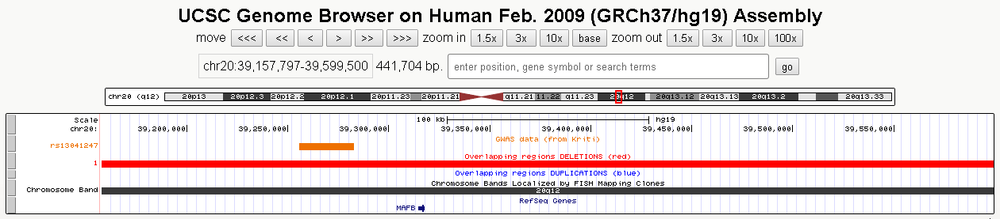 UCSC Genome Browser on Human Feb. 2009 (GRCh37/hg19) Assembly
move <<< << < > >> >>> zoom in 1.5x 3x 10x base zoom out 1.5x 3x 10x 100x
chr20:39,157,797-39,599,500 441,704 bp. enter position, gene symbol or search terms go
chr20 (q12) 20p13 20p12.3 20p12.2 20p12.1 20p11.23 20p11.21 q11.21 11.22 q11.23 20q12 20q13.12 20q13.13 20q13.2 20q13.33
Scale 100 kb hg19
chr20: 39,200,000 39,250,000 39,300,000 39,350,000 39,400,000 39,450,000 39,500,000 39,550,000
GWAS data (from Kriti)
rs13041247
Overlapping regions DELETIONS (red)
1
Overlapping regions DUPLICATIONS (blue)
Chromosome Bands Localized by FISH Mapping Clones
Chromosome Band 20q12
RefSeq Genes
MAFB